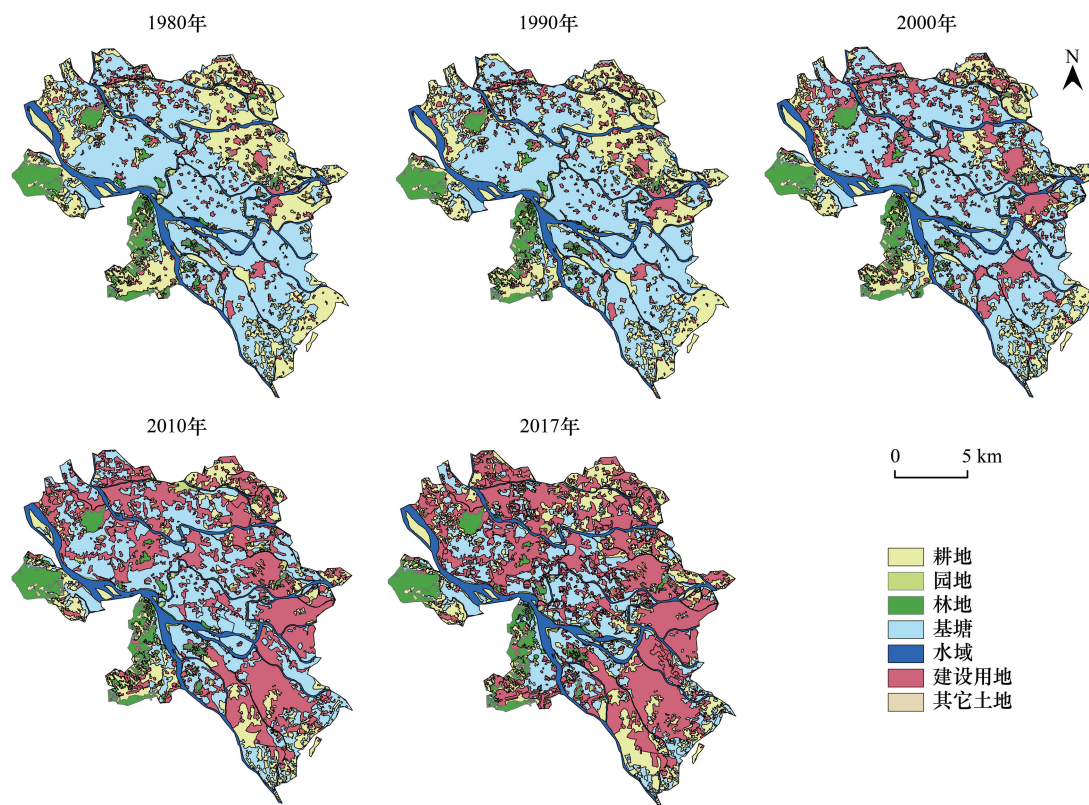 1980年
1990年
2000年
N
2010年
2017年
0 5 km
耕地
园地
林地
基塘
水域
建设用地
其它土地